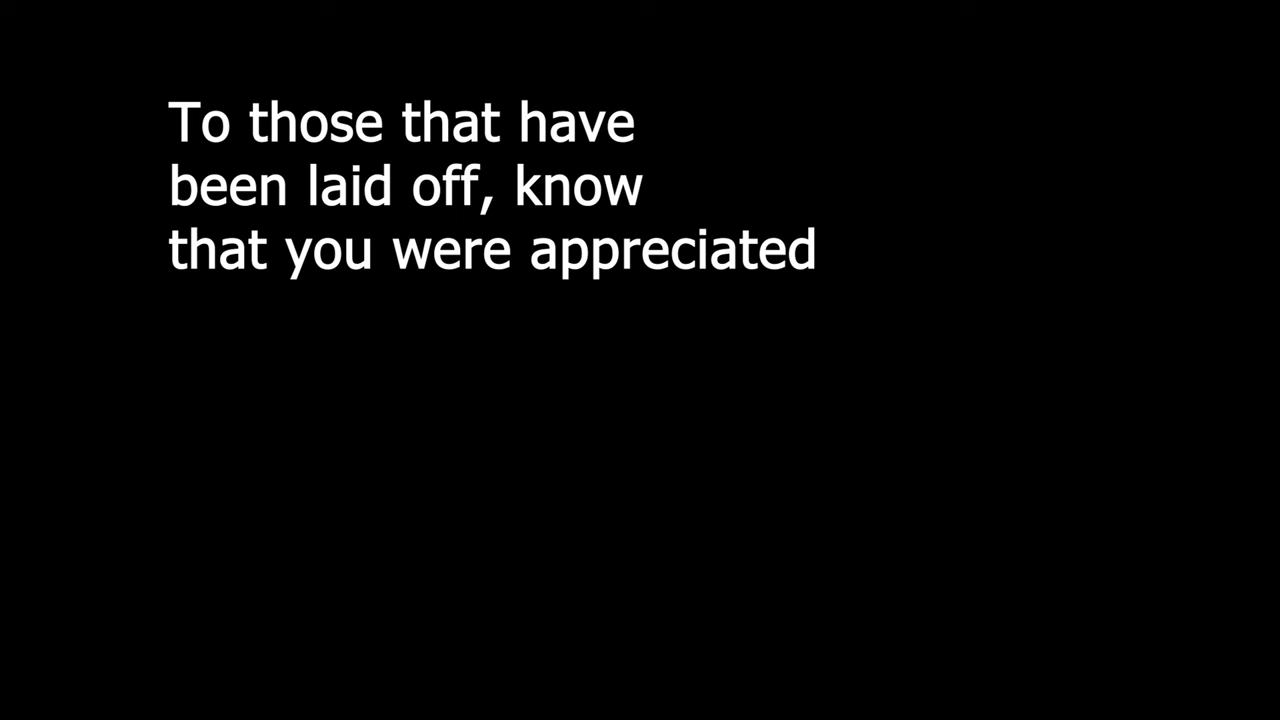 To those that have
been laid off, know
that you were appreciated